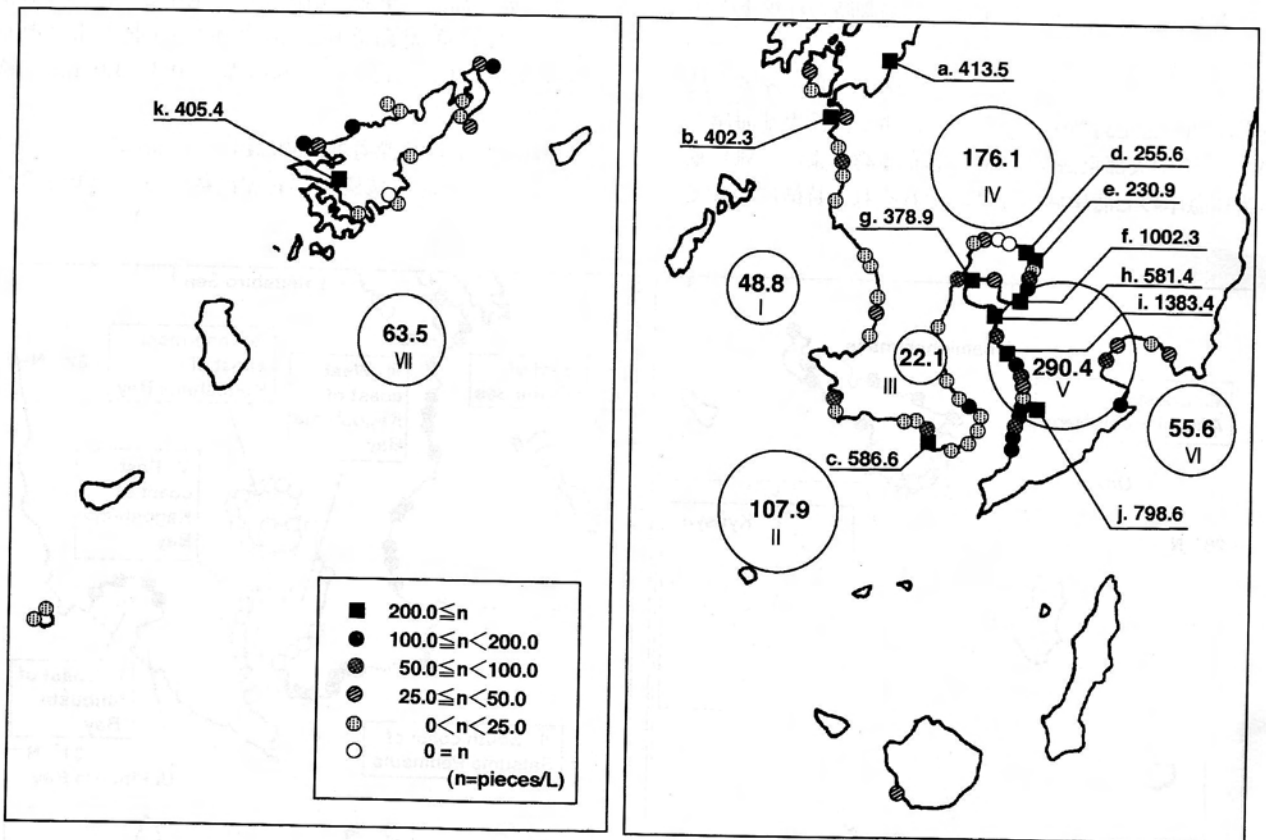 k. 405.4
63.5
VII
200.0≦n
100.0≦n<200.0
50.0≦n<100.0
25.0≦n<50.0
0<n<25.0
0=n
(n=pieces/L)
a. 413.5
b. 402.3
176.1
IV
d. 255.6
e. 230.9
g. 378.9
f. 1002.3
h. 581.4
i. 1383.4
48.8
I
22.1
III
290.4
V
55.6
VI
c. 586.6
107.9
II
j. 798.6